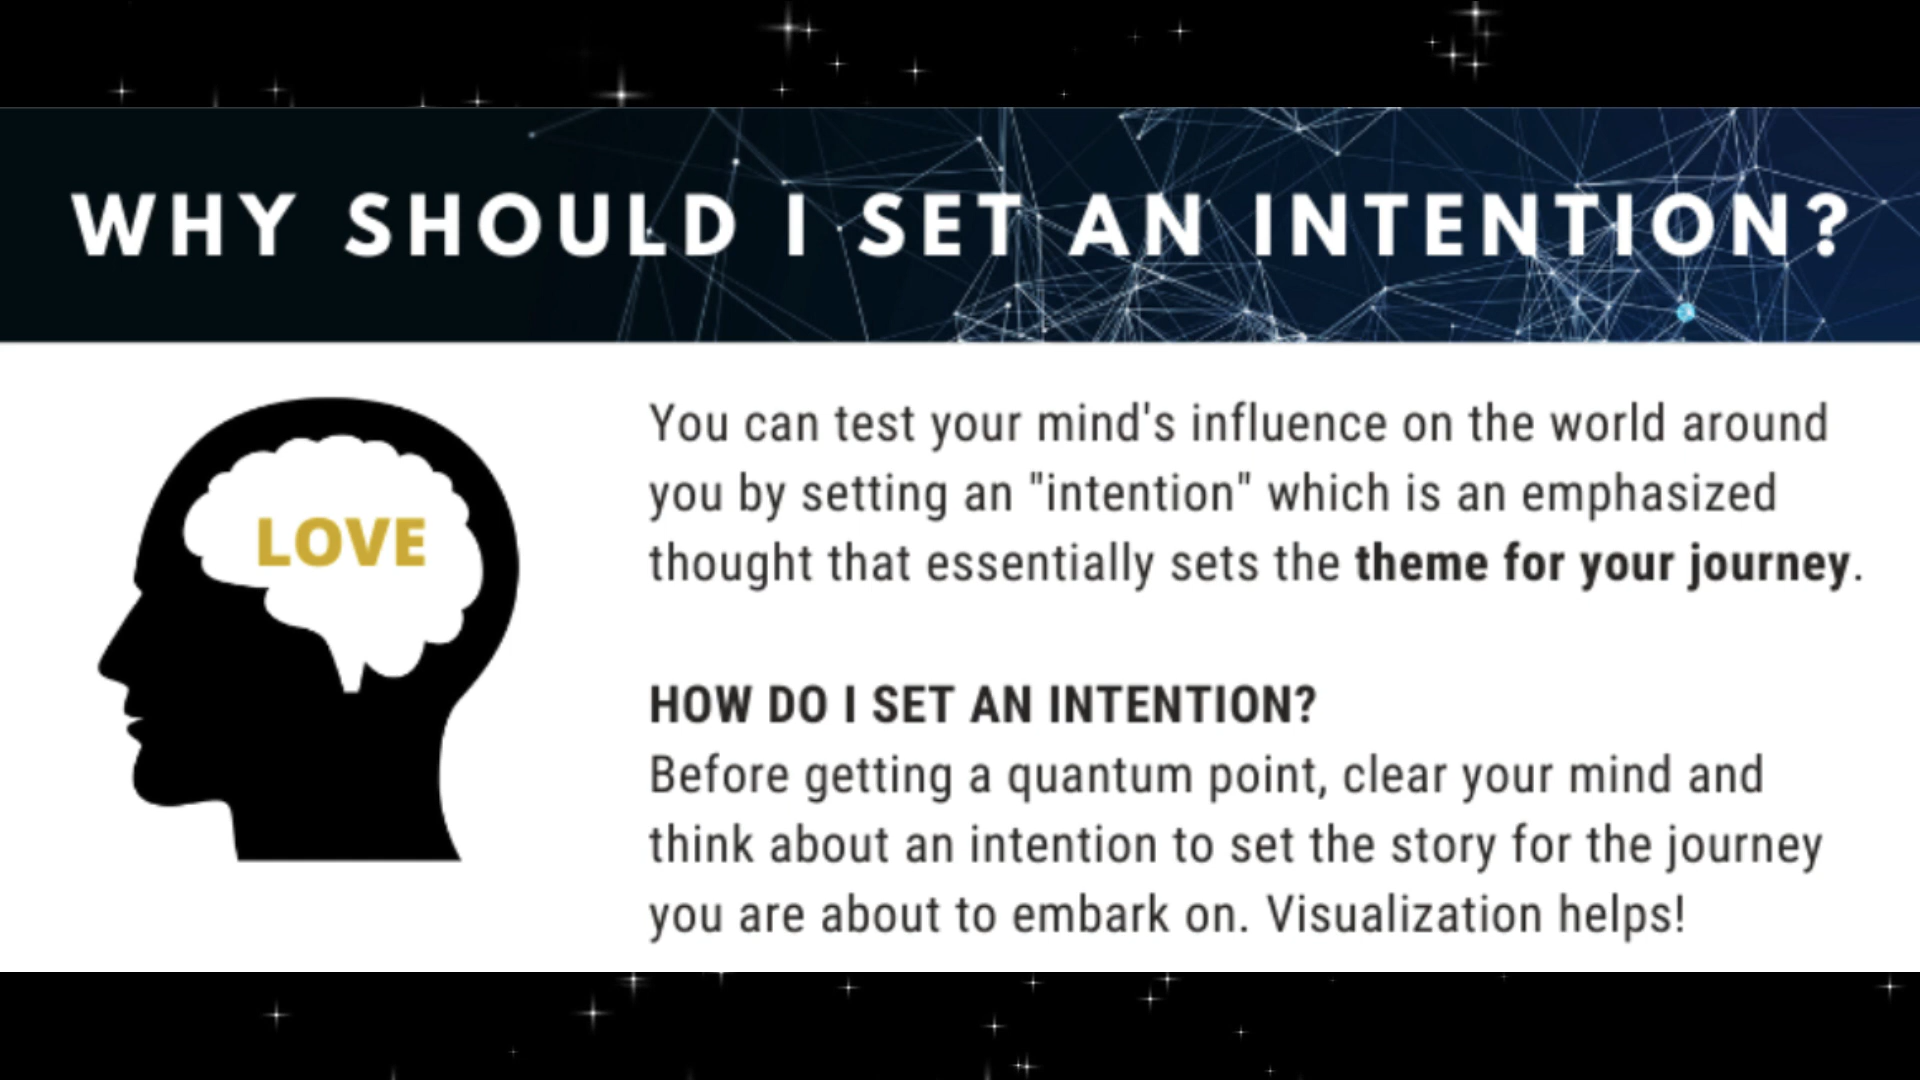 WHY SHOULD I SET AN INTENTION?
LOVE
You can test your mind's influence on the world around
you by setting an "intention" which is an emphasized
thought that essentially sets the theme for your journey.
HOW DO I SET AN INTENTION?
Before getting a quantum point, clear your mind and
think about an intention to set the story for the journey
you are about to embark on. Visualization helps!